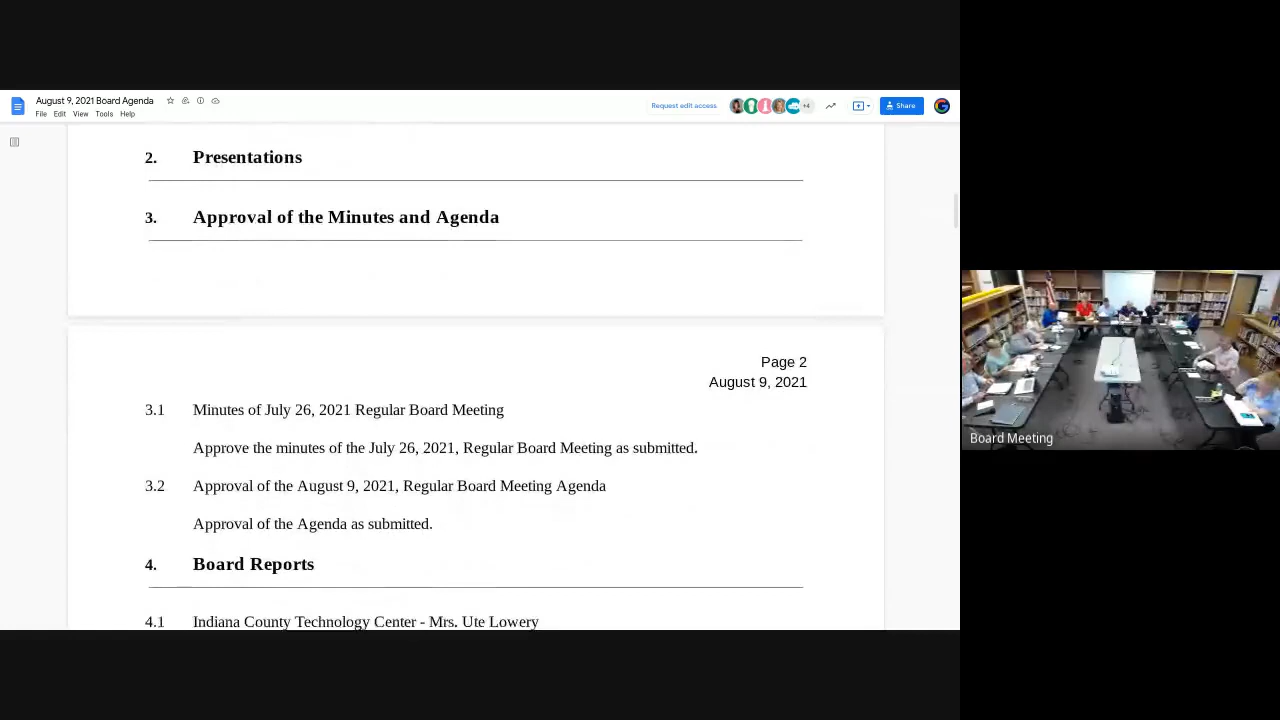 August 9, 2021 Board Agenda
File Edit View Tools Help
Request edit access
+4
Share
2. Presentations
3. Approval of the Minutes and Agenda
Page 2
August 9, 2021
3.1 Minutes of July 26, 2021 Regular Board Meeting
Approve the minutes of the July 26, 2021, Regular Board Meeting as submitted.
3.2 Approval of the August 9, 2021, Regular Board Meeting Agenda
Approval of the Agenda as submitted.
4. Board Reports
4.1 Indiana County Technology Center - Mrs. Ute Lowery
Board Meeting